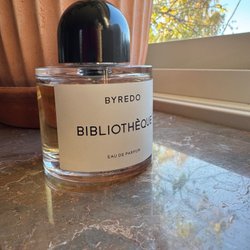 BYREDO
BIBLIOTHÈQUE
EAU DE PARFUM